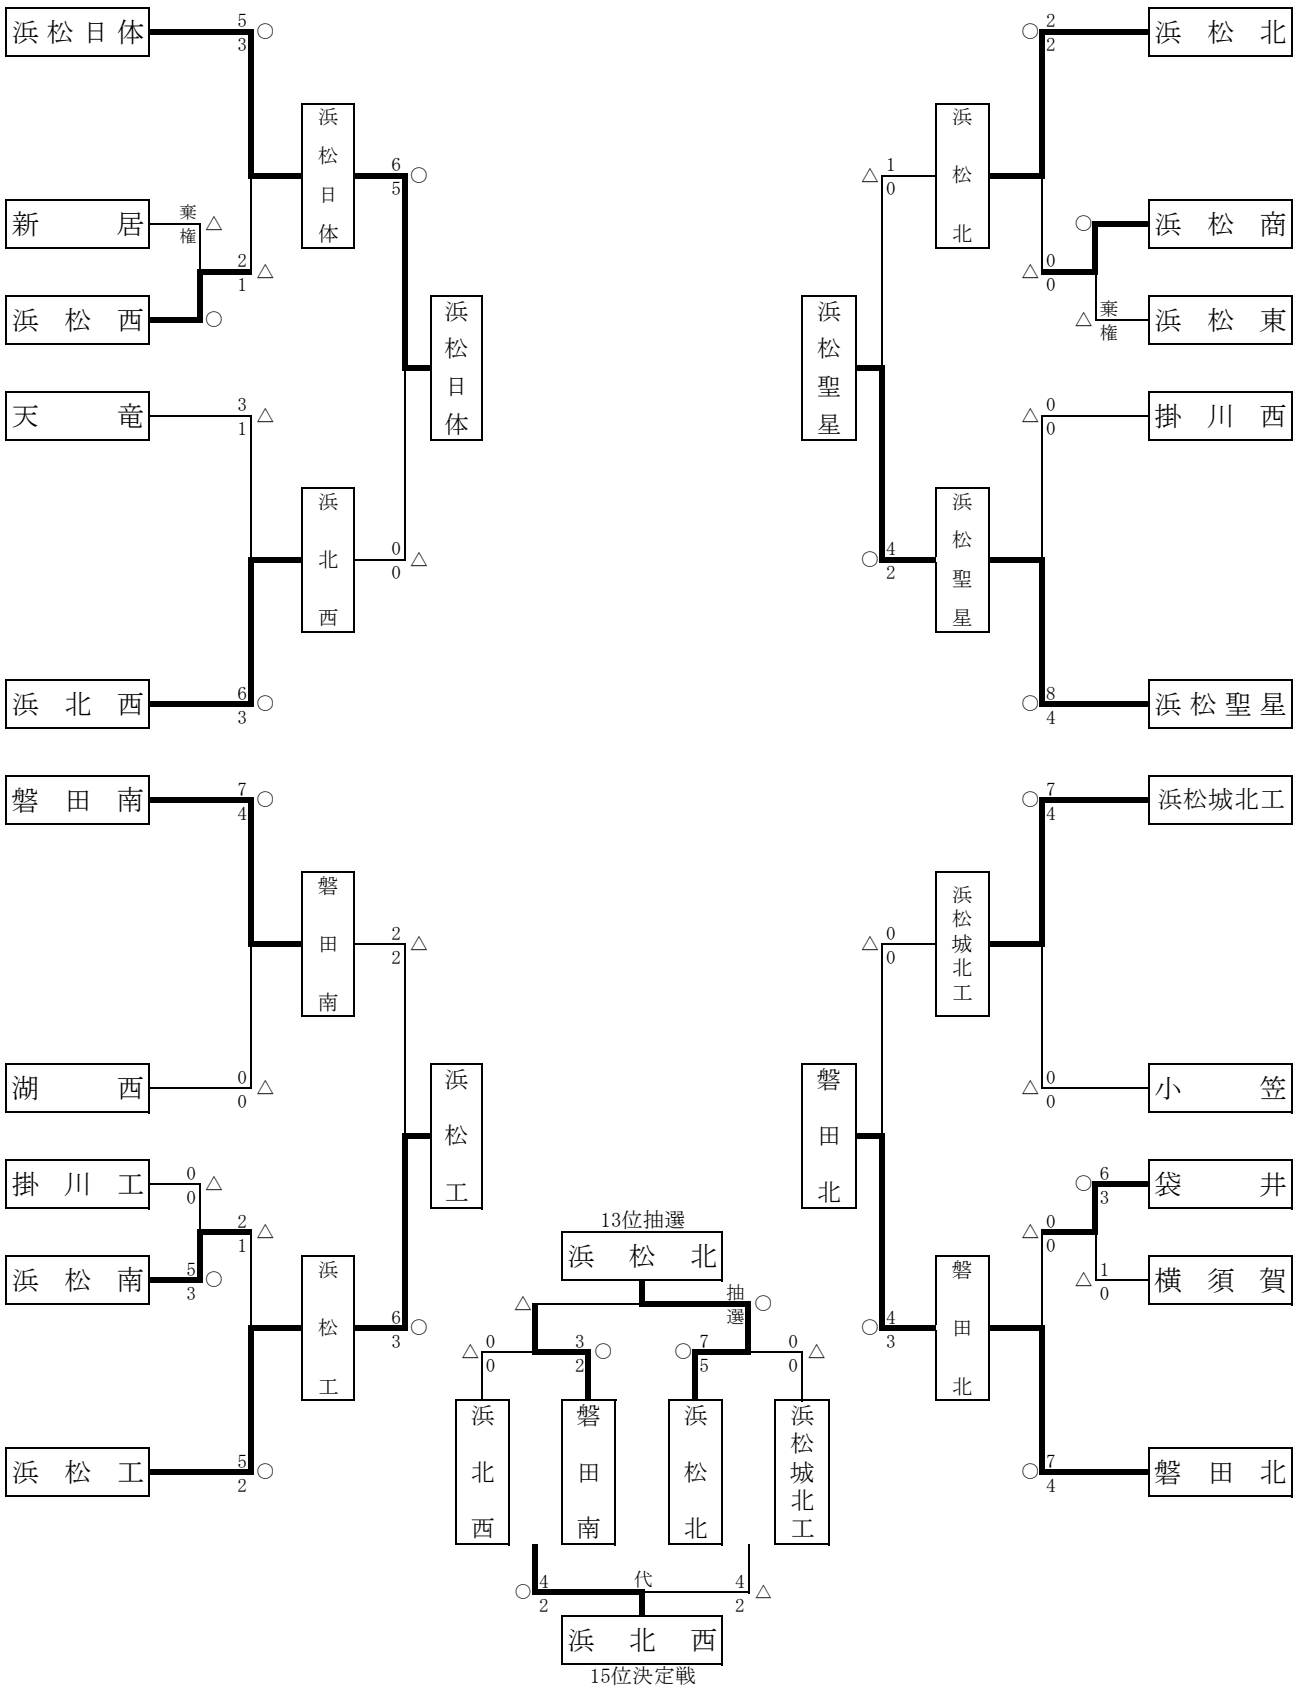 浜松日体
5
3
○
新居
棄権
△
浜松西
○
2
1
△
浜松日体
6
5
○
天竜
3
1
△
浜北西
6
3
○
浜北西
0
0
△
浜松日体
磐田南
7
4
○
湖西
0
0
△
磐田南
2
2
△
掛川工
0
0
△
浜松南
5
3
○
2
1
△
浜松工
5
2
○
浜松工
6
3
○
浜松工
浜松北
2
2
○
浜松商
○
浜松東
棄権
△
0
0
△
浜松北
1
0
△
掛川西
0
0
△
浜松聖星
8
4
○
浜松聖星
4
2
○
浜松聖星
浜松城北工
7
4
○
小笠
0
0
△
浜松城北工
0
0
△
袋井
6
3
○
横須賀
1
0
△
0
0
△
磐田北
7
4
○
磐田北
4
3
○
磐田北
13位抽選
浜松北
△
抽選
○
△
0
0
3
2
○
○
7
5
0
0
△
浜北西
磐田南
浜松北
浜松城北工
○
4
2
代
4
2
△
浜北西
15位決定戦